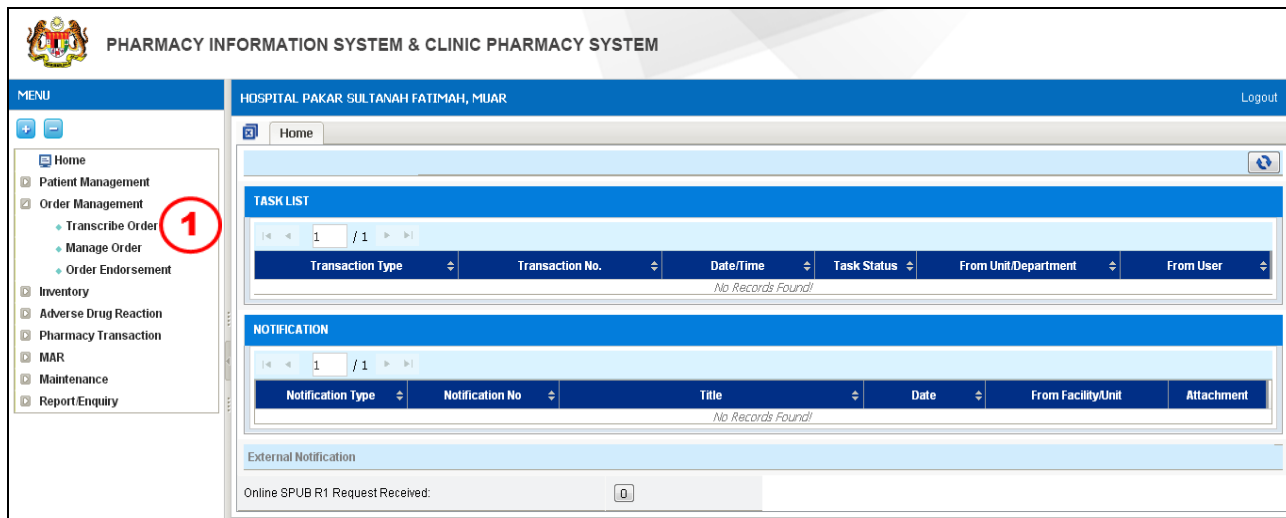 PHARMACY INFORMATION SYSTEM & CLINIC PHARMACY SYSTEM
MENU
HOSPITAL PAKAR SULTANAH FATIMAH, MUAR
Logout
Home
Home
Patient Management
Order Management
Transcribe Order
1
Manage Order
Order Endorsement
Inventory
Adverse Drug Reaction
Pharmacy Transaction
MAR
Maintenance
Report/Enquiry
TASK LIST
1 / 1
Transaction Type Transaction No. Date/Time Task Status From Unit/Department From User
No Records Found!
NOTIFICATION
1 / 1
Notification Type Notification No Title Date From Facility/Unit Attachment
No Records Found!
External Notification
Online SPUB R1 Request Received: 0